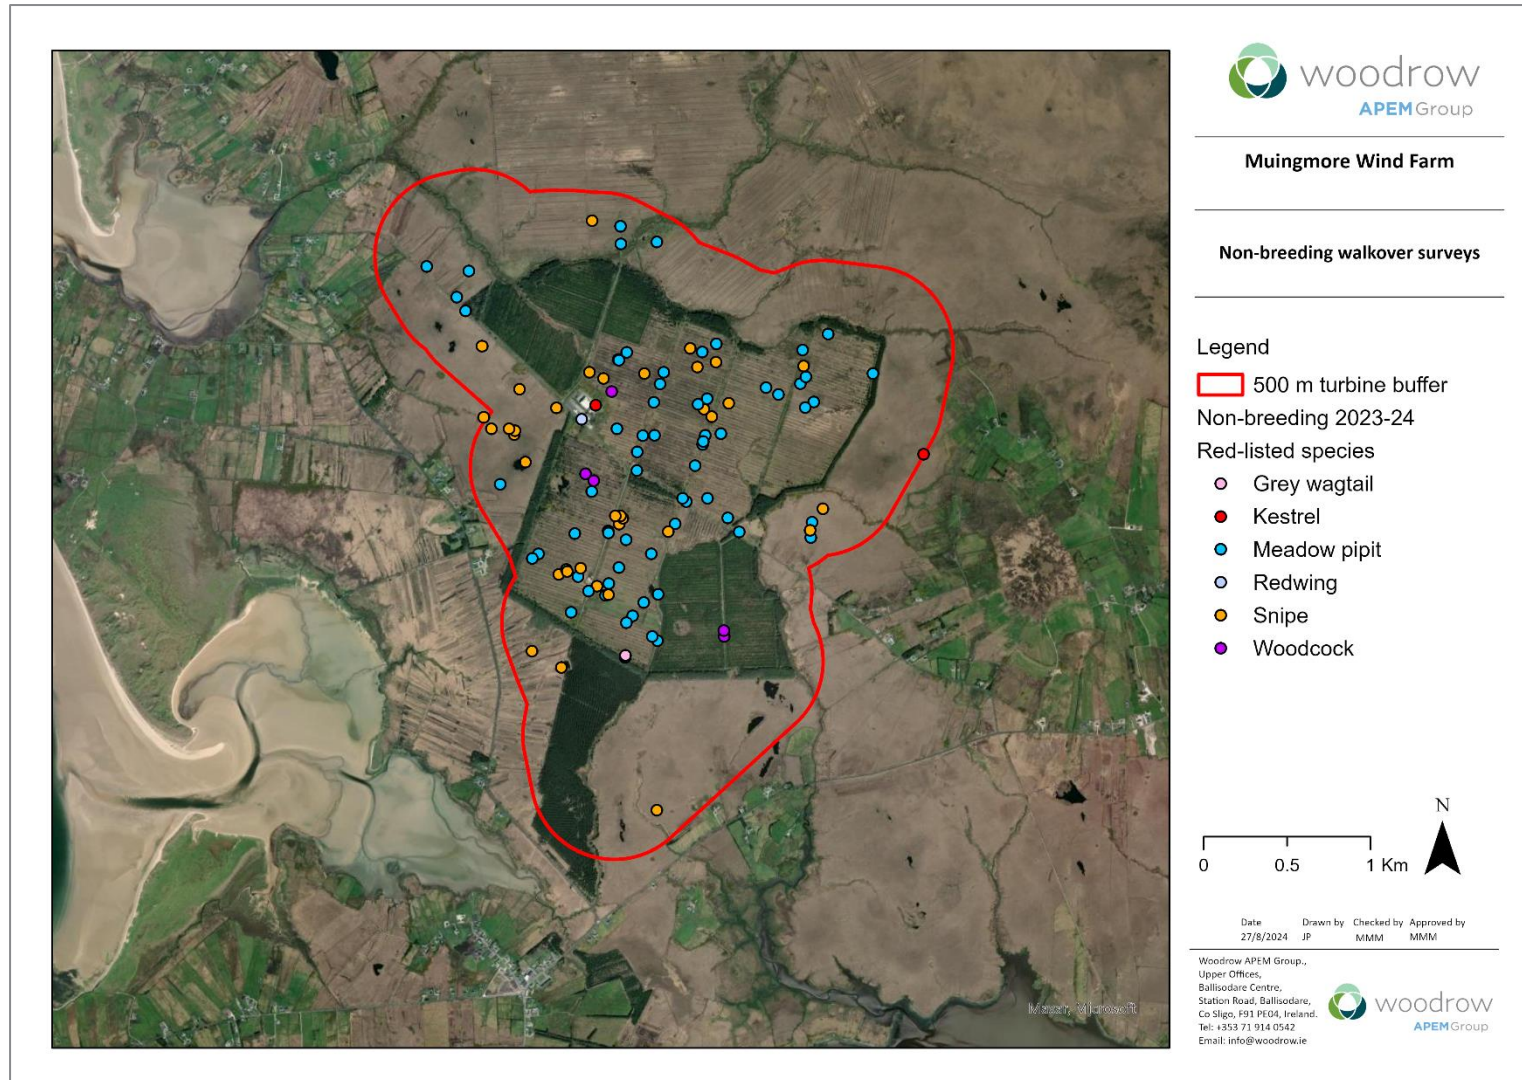 woodrow
APEM Group
Muingmore Wind Farm
Non-breeding walkover surveys
Legend
500 m turbine buffer
Non-breeding 2023-24
Red-listed species
Grey wagtail
Kestrel
Meadow pipit
Redwing
Snipe
Woodcock
N
0 0.5 1 Km
Date Drawn by Checked by Approved by
27/8/2024 JP MMM MMM
Woodrow APEM Group.,
Upper Offices,
Ballisodare Centre,
Station Road, Ballisodare,
Co Sligo, F91 PE04, Ireland.
Tel: +353 71 914 0542
Email: info@woodrow.ie
woodrow
APEM Group
Maxar, Microsoft